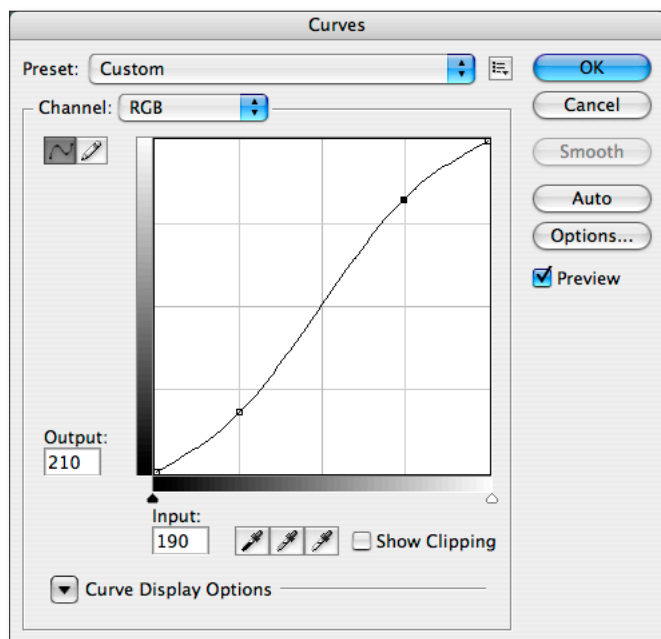 Curves
Preset: Custom
OK
Channel: RGB
Cancel
Smooth
Auto
Options...
Preview
Output:
210
Input:
190
Show Clipping
Curve Display Options